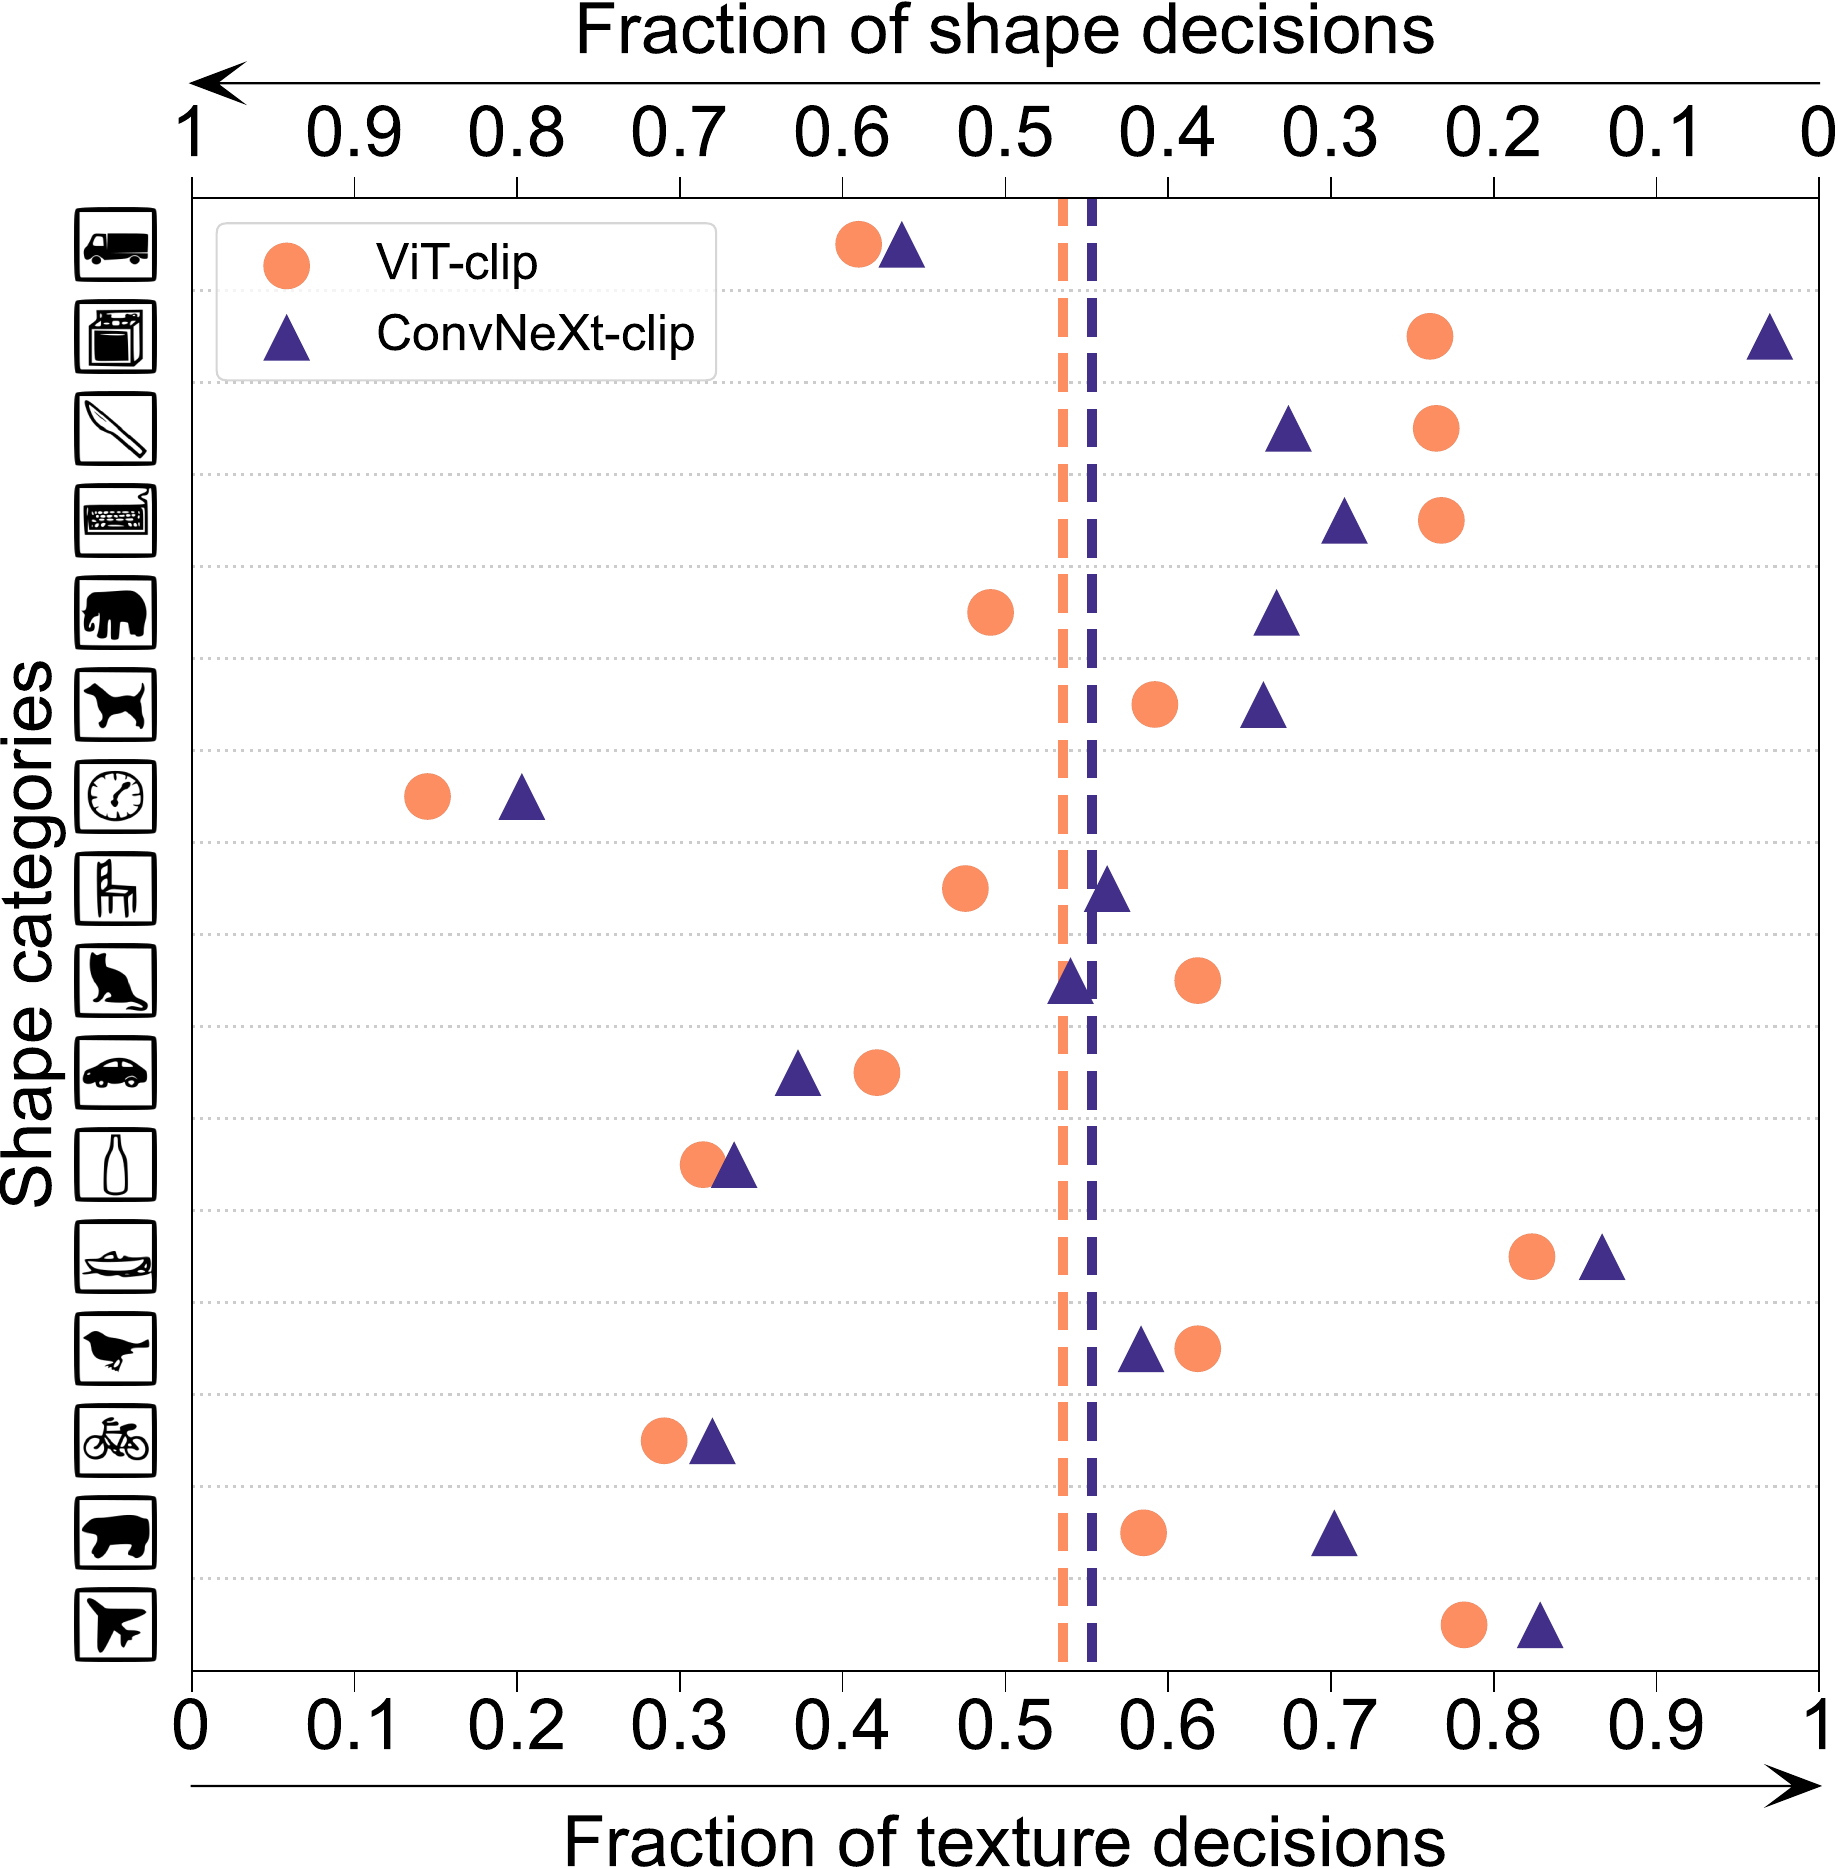 Fraction of shape decisions
1 0.9 0.8 0.7 0.6 0.5 0.4 0.3 0.2 0.1 0
ViT-clip
ConvNeXt-clip
Shape categories
0 0.1 0.2 0.3 0.4 0.5 0.6 0.7 0.8 0.9 1
Fraction of texture decisions